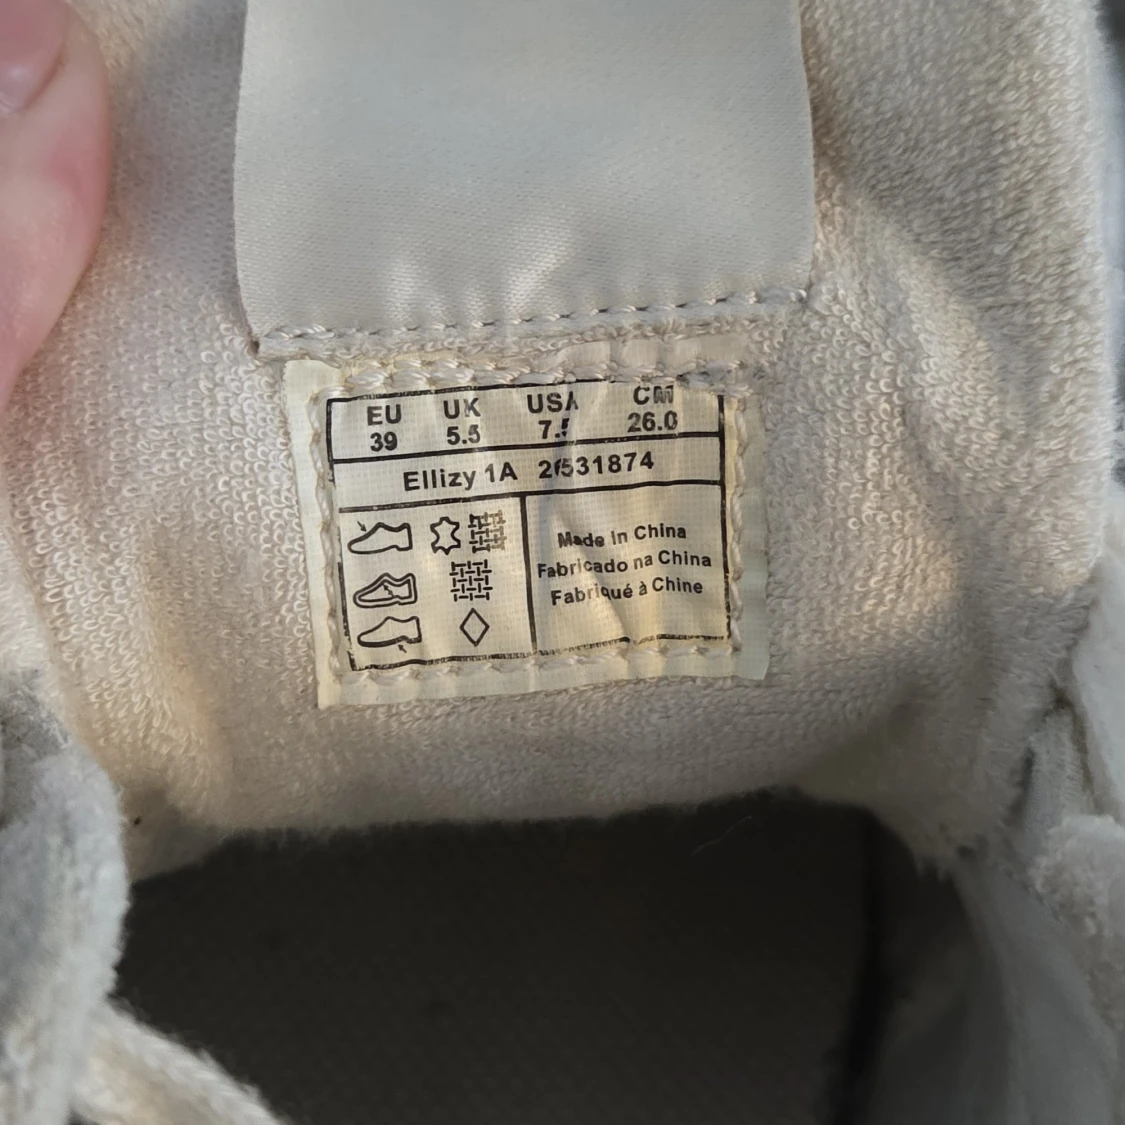 EU UK USA CM
39 5.5 7.5 26.0
Ellizy 1A 26531874
Made In China
Fabricado na China
Fabriqué à Chine